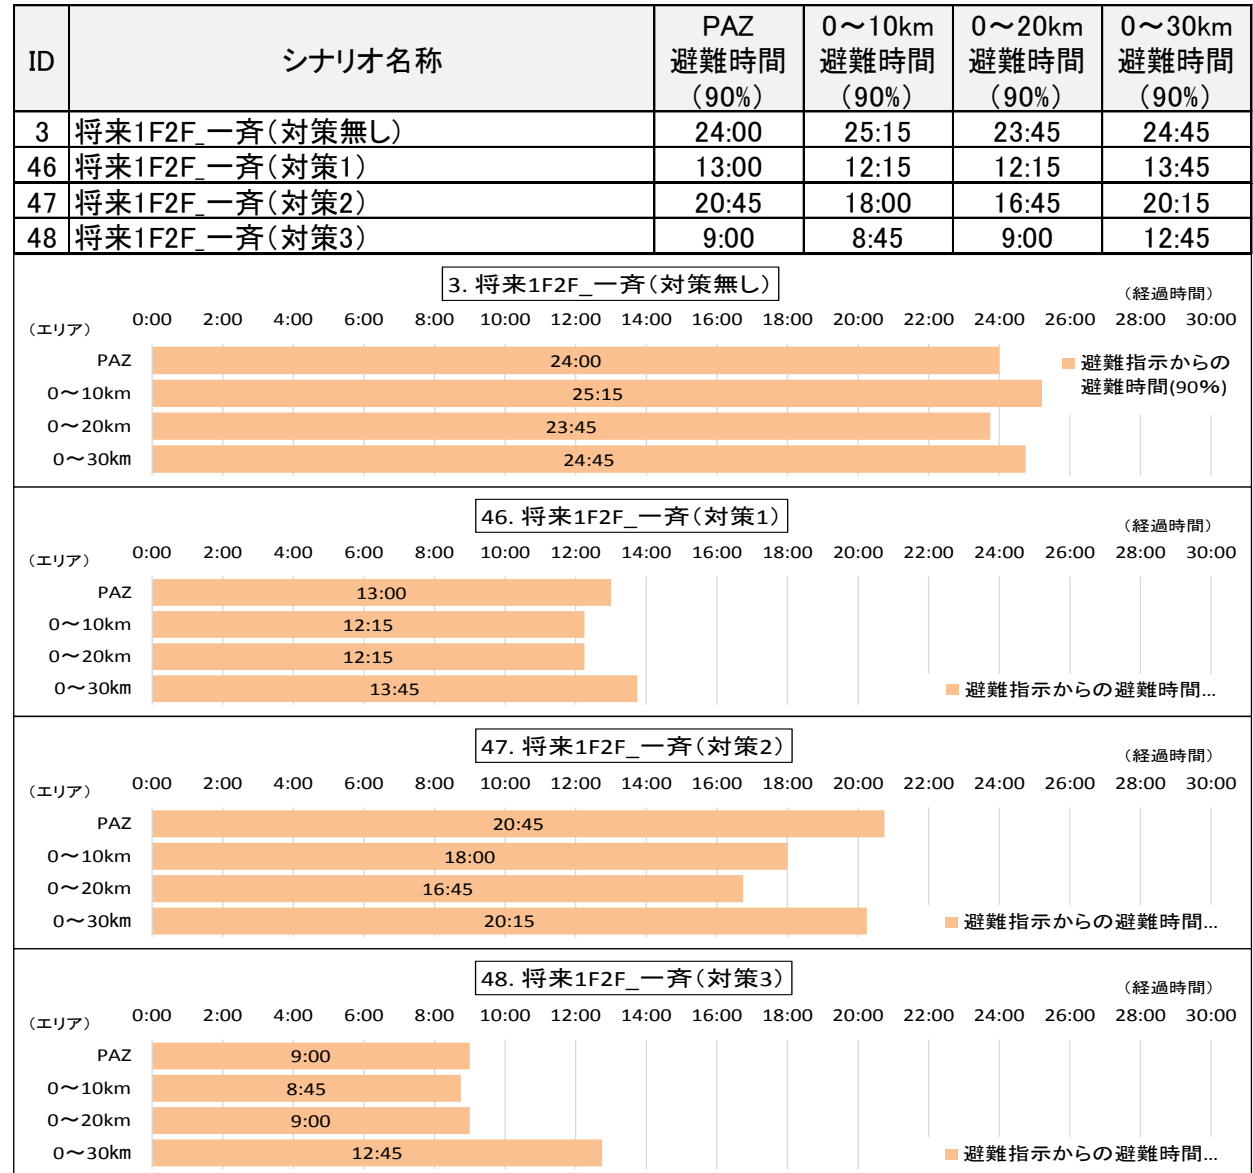 ID シナリオ名称 PAZ 避難時間 (90%) 0～10km 避難時間 (90%) 0～20km 避難時間 (90%) 0～30km 避難時間 (90%)
3 将来1F2F_一斉(対策無し) 24:00 25:15 23:45 24:45
46 将来1F2F_一斉(対策1) 13:00 12:15 12:15 13:45
47 将来1F2F_一斉(対策2) 20:45 18:00 16:45 20:15
48 将来1F2F_一斉(対策3) 9:00 8:45 9:00 12:45
3. 将来1F2F_一斉(対策無し)
(経過時間)
(エリア) 0:00 2:00 4:00 6:00 8:00 10:00 12:00 14:00 16:00 18:00 20:00 22:00 24:00 26:00 28:00 30:00
PAZ 24:00
0～10km 25:15
0～20km 23:45
0～30km 24:45
避難指示からの
避難時間(90%)
46. 将来1F2F_一斉(対策1)
(経過時間)
(エリア) 0:00 2:00 4:00 6:00 8:00 10:00 12:00 14:00 16:00 18:00 20:00 22:00 24:00 26:00 28:00 30:00
PAZ 13:00
0～10km 12:15
0～20km 12:15
0～30km 13:45
避難指示からの避難時間...
47. 将来1F2F_一斉(対策2)
(経過時間)
(エリア) 0:00 2:00 4:00 6:00 8:00 10:00 12:00 14:00 16:00 18:00 20:00 22:00 24:00 26:00 28:00 30:00
PAZ 20:45
0～10km 18:00
0～20km 16:45
0～30km 20:15
避難指示からの避難時間...
48. 将来1F2F_一斉(対策3)
(経過時間)
(エリア) 0:00 2:00 4:00 6:00 8:00 10:00 12:00 14:00 16:00 18:00 20:00 22:00 24:00 26:00 28:00 30:00
PAZ 9:00
0～10km 8:45
0～20km 9:00
0～30km 12:45
避難指示からの避難時間...